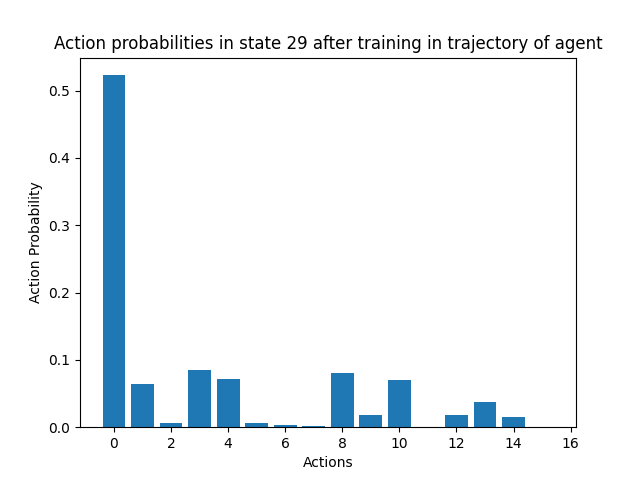 Action probabilities in state 29 after training in trajectory of agent
0.5
0.4
0.3
0.2
0.1
0.0
Action Probability
0 2 4 6 8 10 12 14 16
Actions